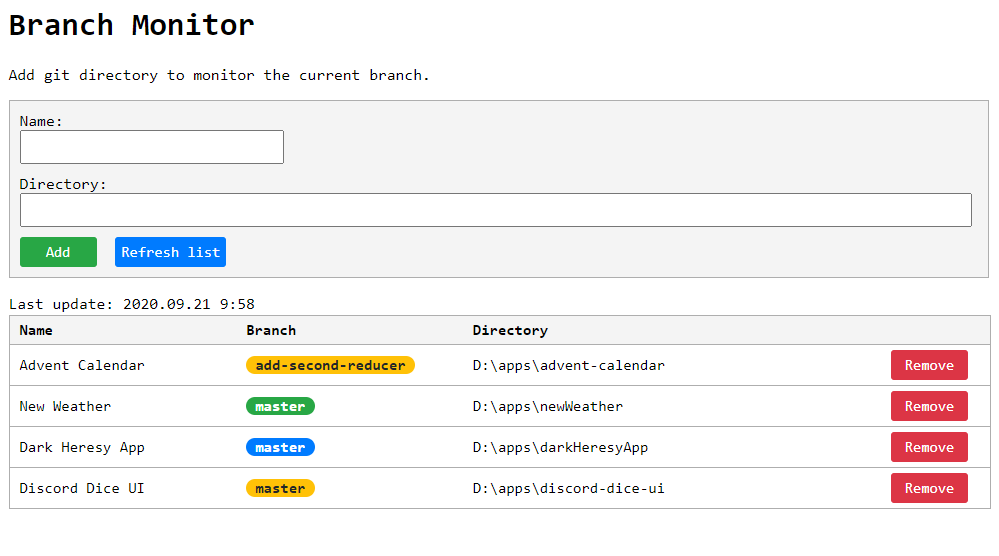 Branch Monitor
Add git directory to monitor the current branch.
Name:
Directory:
Add Refresh list
Last update: 2020.09.21 9:58
Name Branch Directory
Advent Calendar add-second-reducer D:\apps\advent-calendar Remove
New Weather master D:\apps\newWeather Remove
Dark Heresy App master D:\apps\darkHeresyApp Remove
Discord Dice UI master D:\apps\discord-dice-ui Remove